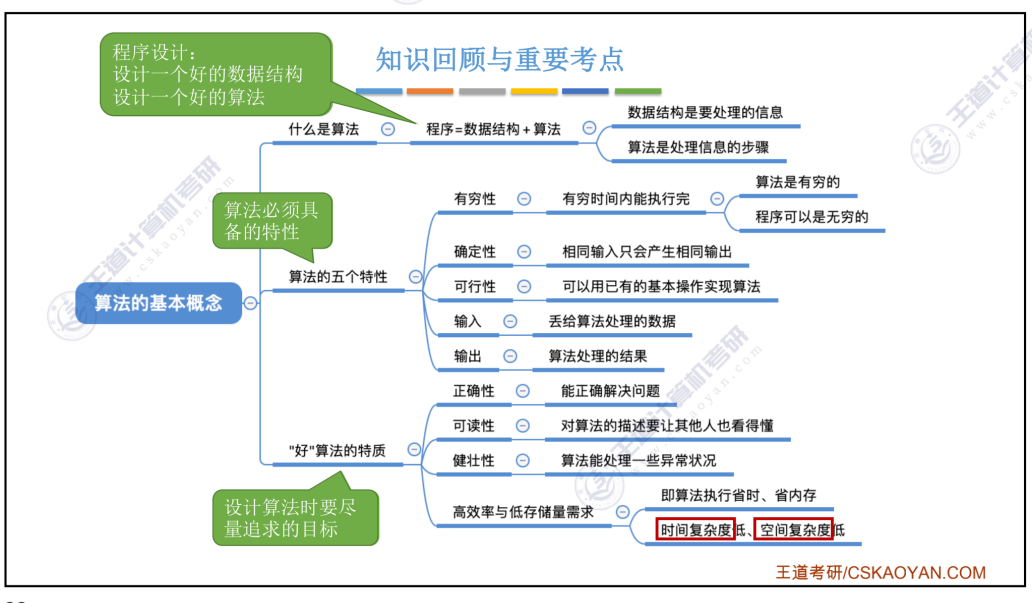 程序设计：
设计一个好的数据结构
设计一个好的算法
知识回顾与重要考点
什么是算法
程序=数据结构+算法
数据结构是要处理的信息
算法是处理信息的步骤
算法必须具
备的特性
算法的基本概念
算法的五个特性
有穷性
有穷时间内能执行完
算法是有穷的
程序可以是无穷的
确定性
相同输入只会产生相同输出
可行性
可以用已有的基本操作实现算法
输入
丢给算法处理的数据
输出
算法处理的结果
"好"算法的特质
正确性
能正确解决问题
可读性
对算法的描述要让其他人也看得懂
健壮性
算法能处理一些异常状况
高效率与低存储量需求
即算法执行省时、省内存
时间复杂度低、空间复杂度低
设计算法时要尽
量追求的目标
王道考研/CSKAOYAN.COM
王道计算机考研
www.cskaoyan.com